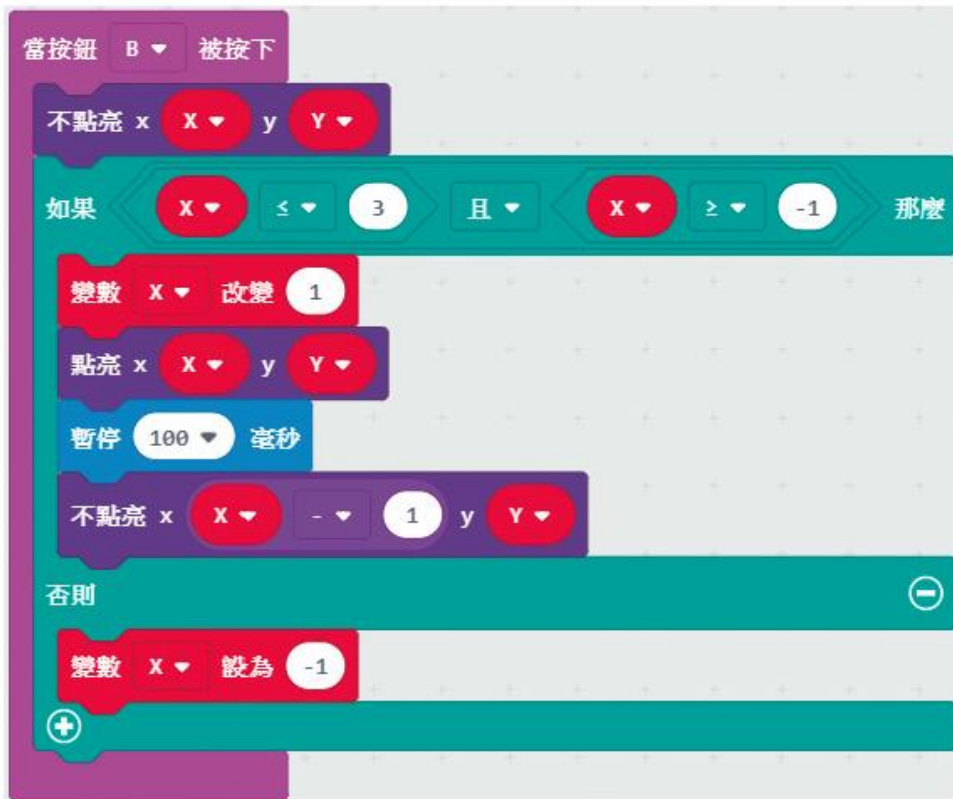 當按鈕 B 被按下
不點亮 x X y Y
如果 X ≤ 3 且 X ≥ -1 那麼
變數 X 改變 1
點亮 x X y Y
暫停 100 毫秒
不點亮 x X - 1 y Y
否則
變數 X 設為 -1